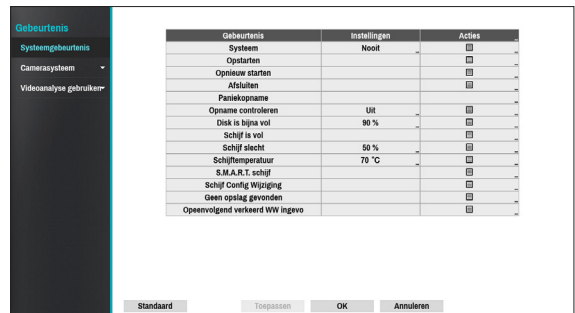 Gebeurtenis
Systeemgebeurtenis
Camerasysteem
Videoanalyse gebruiken
Gebeurtenis Instellingen Acties
Systeem Nooit
Opstarten
Opnieuw starten
Afsluiten
Paniekopname
Opname controleren Uit
Disk is bijna vol 90 %
Schijf is vol
Schijf slecht 50 %
Schijftemperatuur 70 °C
S.M.A.R.T. schijf
Schijf Config Wijziging
Geen opslag gevonden
Opeenvolgend verkeerd WW ingevo
Standaard Toepassen OK Annuleren